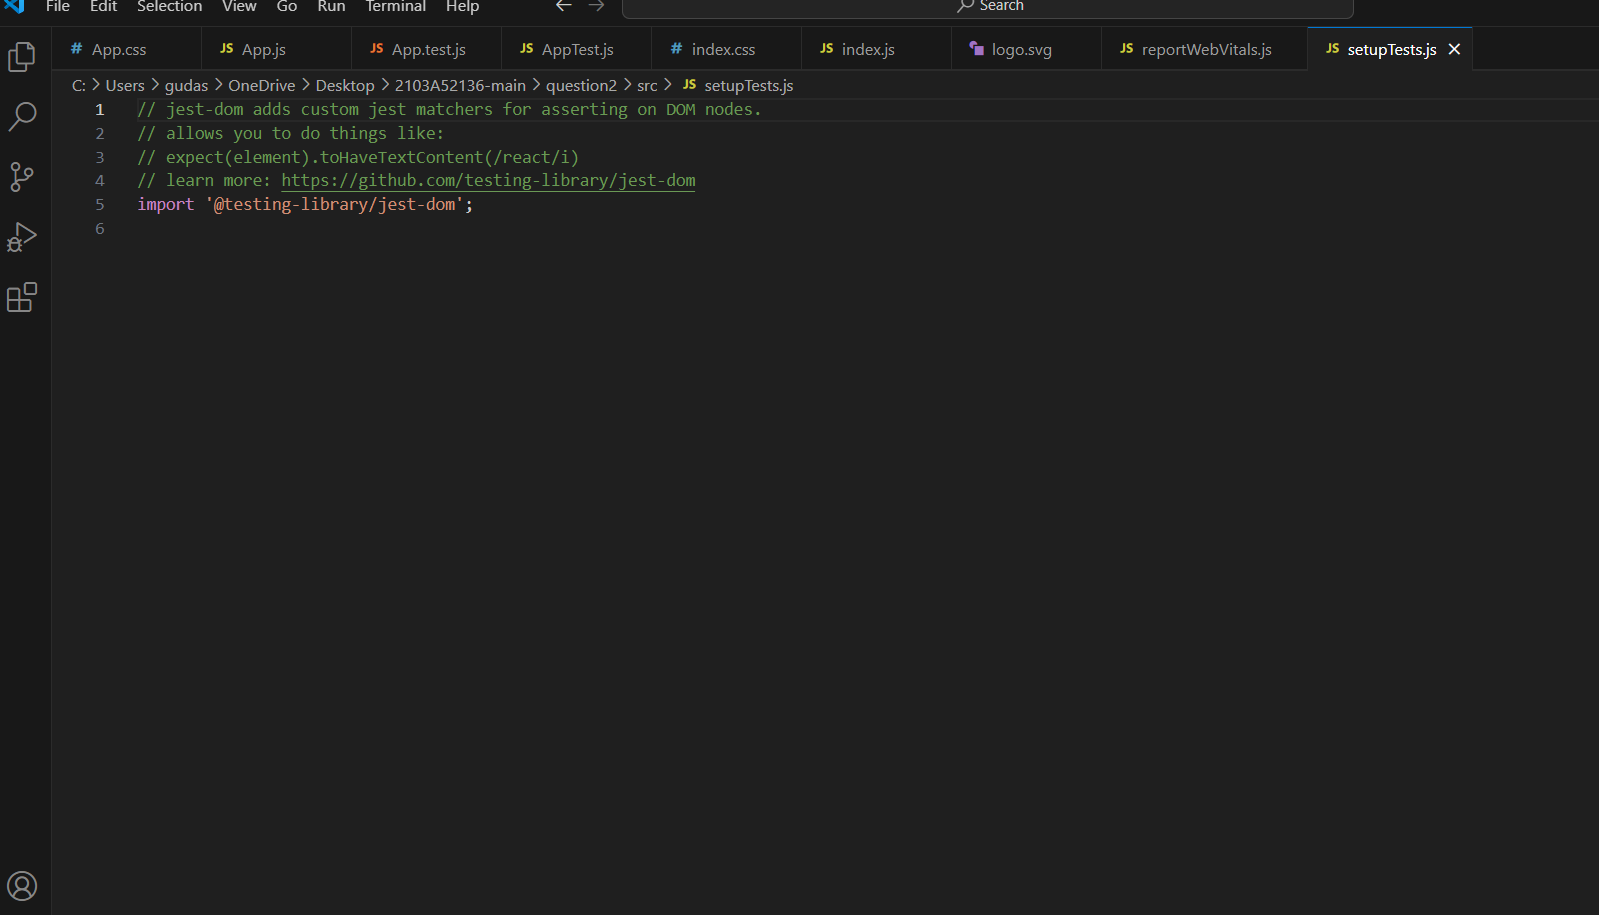 File Edit Selection View Go Run Terminal Help Search
# App.css JS App.js JS App.test.js JS AppTest.js # index.css JS index.js logo.svg JS reportWebVitals.js JS setupTests.js
C: > Users > gudas > OneDrive > Desktop > 2103A52136-main > question2 > src > JS setupTests.js
1 // jest-dom adds custom jest matchers for asserting on DOM nodes.
2 // allows you to do things like:
3 // expect(element).toHaveTextContent(/react/i)
4 // learn more: https://github.com/testing-library/jest-dom
5 import '@testing-library/jest-dom';
6